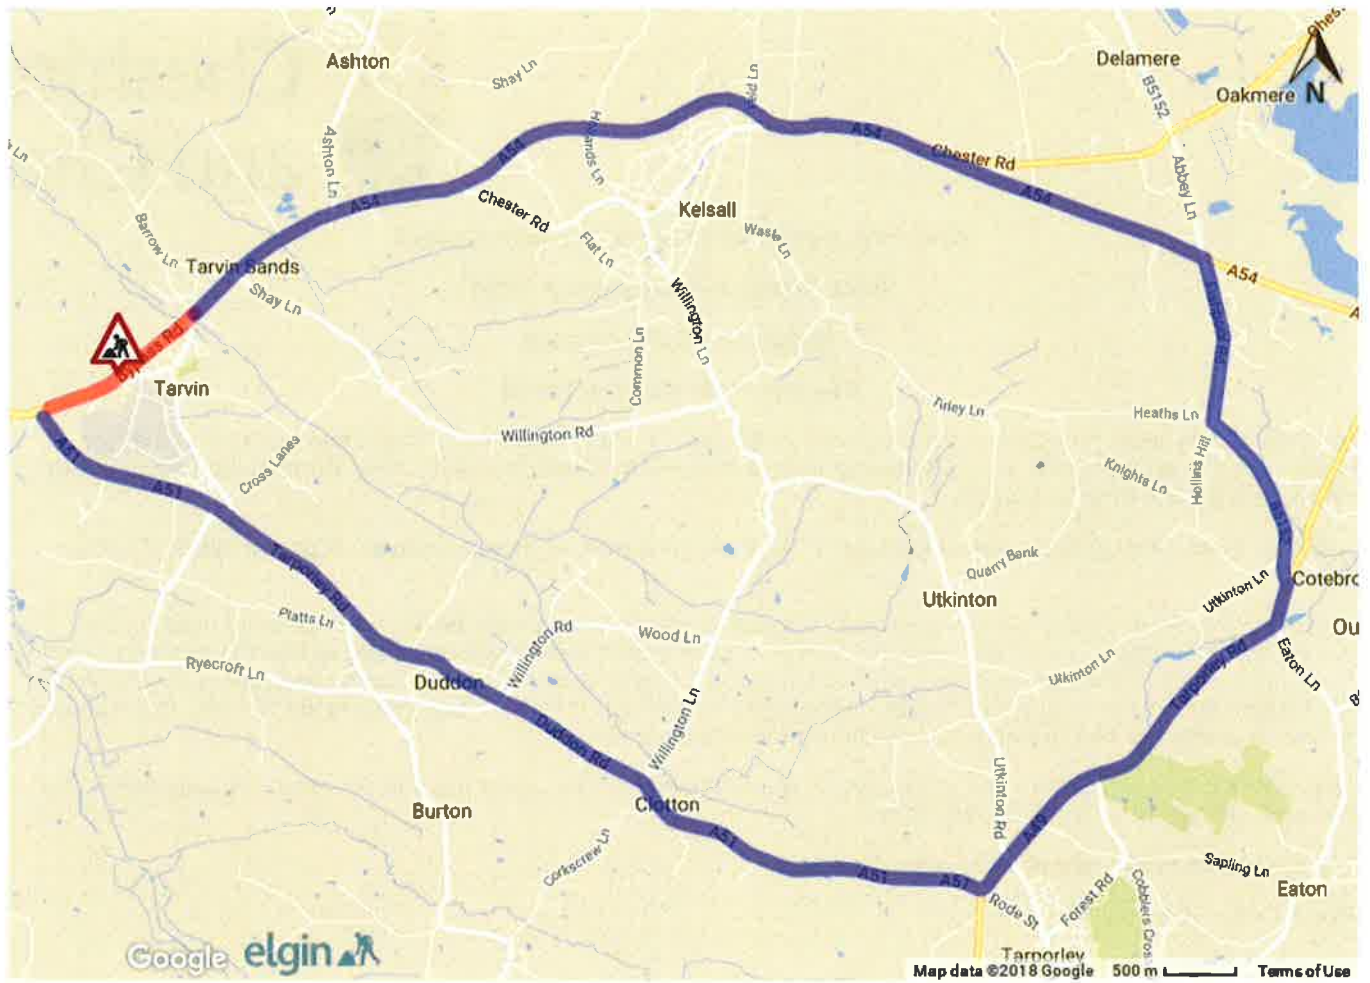 Ashton
Shay Ln
Delamere
B5152
Oakmere
N
Ashton Ln
A54
A54
Chester Rd
A54
Abbey Ln
A54
Chester Rd
Kelsall
Waste Ln
Flat Ln
Barrow Ln
Tarvin Sands
Shay Ln
A54
Willington Ln
Common Ln
Tarvin
Cross Lanes
Willington Rd
Tirley Ln
Heaths Ln
Hollins Hill
Knights Ln
A51
A51
Tarporley Rd
Quarry Bank
Utkinton
Utkinton Ln
Platts Ln
Willington Rd
Wood Ln
Ryecroft Ln
Duddon
Utkinton Ln
Tarporley Rd
Eaton Ln
Duddon Rd
Willington Ln
Utkinton Rd
Burton
Clotton
A51
A49
Corkscrew Ln
A51
A51
Sapling Ln
Eaton
Rode St
Forest Rd
Tarporley
Google elgin
Map data ©2018 Google 500 m Terms of Use